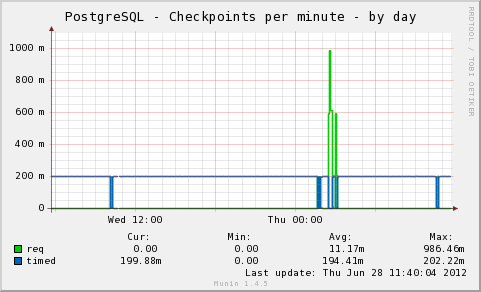 PostgreSQL - Checkpoints per minute - by day
RRDTOOL / TOBI OETIKER
1000 m
800 m
600 m
400 m
200 m
0
Wed 12:00 Thu 00:00
Cur: Min: Avg: Max:
req 0.00 0.00 11.17m 986.46m
timed 199.88m 0.00 194.41m 202.22m
Last update: Thu Jun 28 11:40:04 2012
Munin 1.4.5